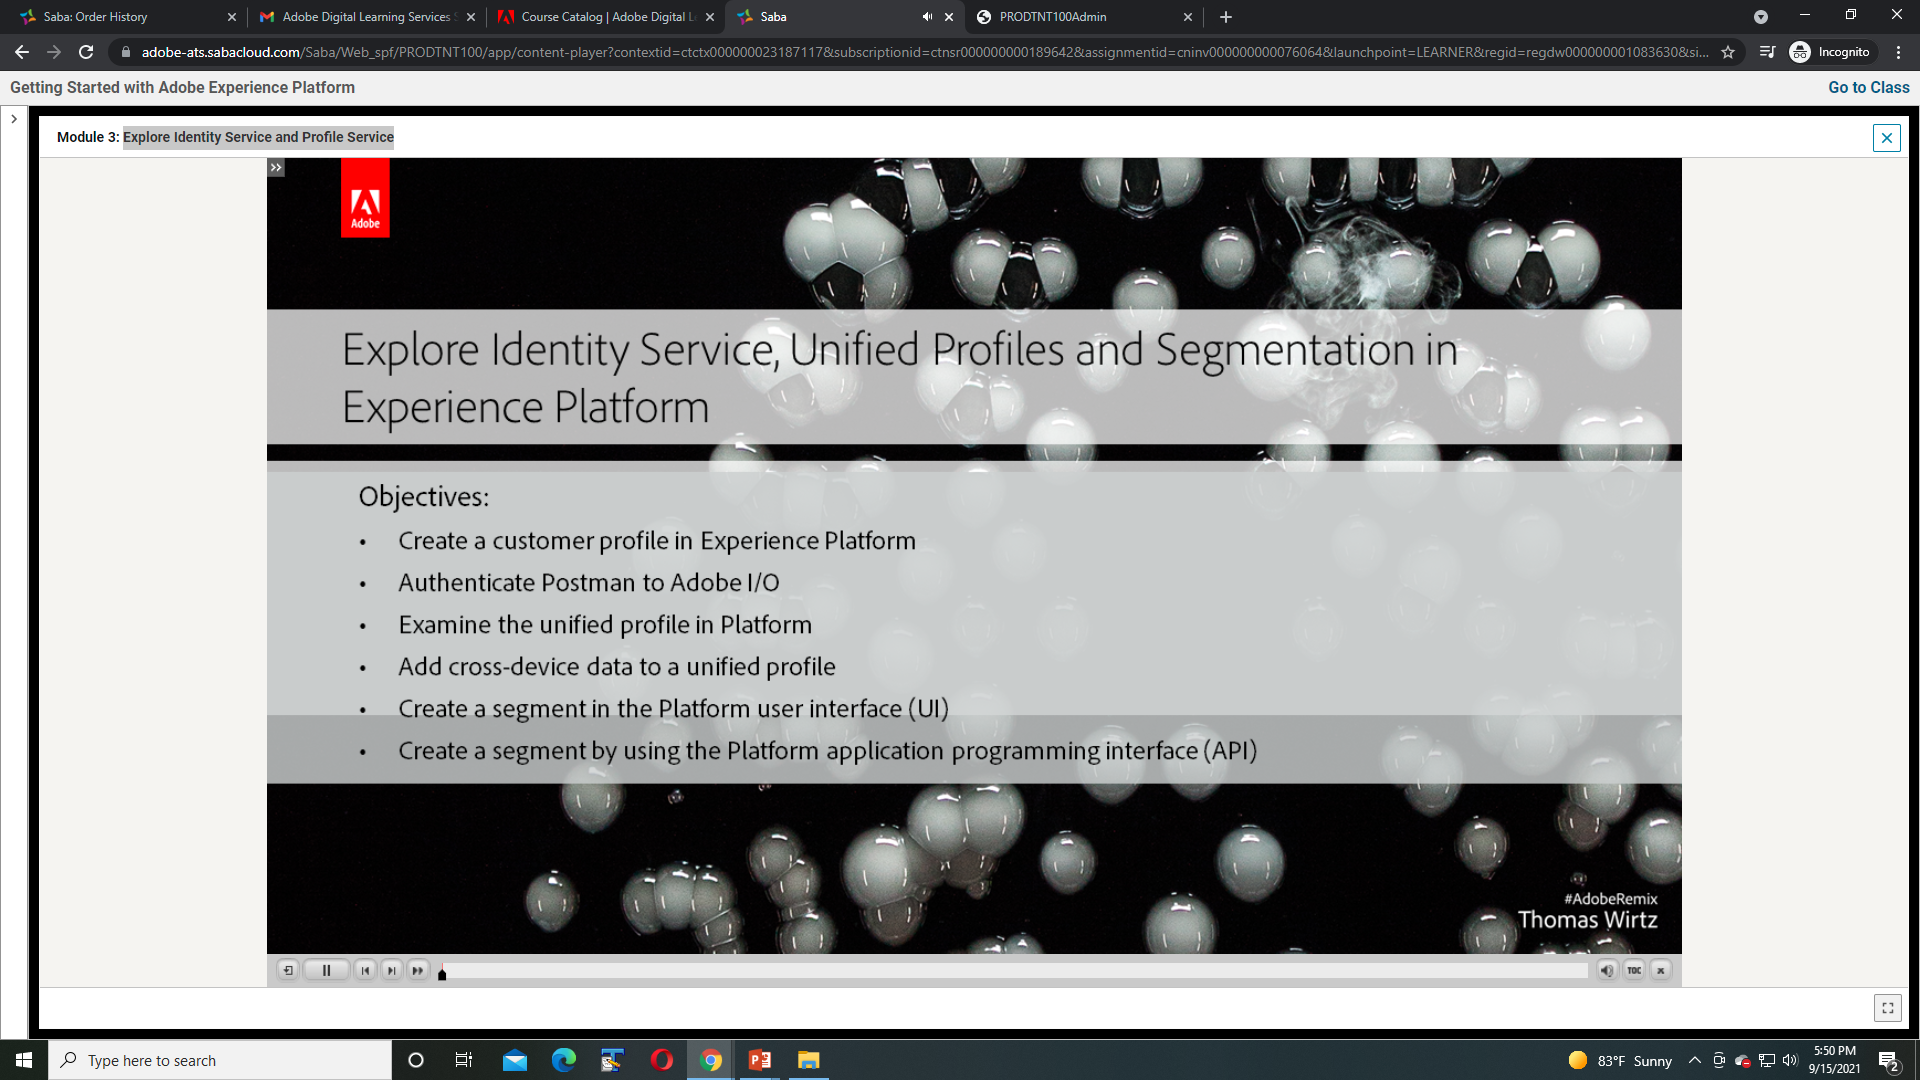 Saba: Order History
Adobe Digital Learning Services S
Course Catalog | Adobe Digital L
Saba
PRODTNT100Admin
adobe-ats.sabacloud.com/Saba/Web_spf/PRODTNT100/app/content-player?contextid=ctctx000000023187117&subscriptionid=ctnsr000000000189642&assignmentid=cninv000000000076064&launchpoint=LEARNER&regid=regdw000000001083630&si...
Incognito
Getting Started with Adobe Experience Platform
Go to Class
Module 3: Explore Identity Service and Profile Service
Adobe
Explore Identity Service, Unified Profiles and Segmentation in
Experience Platform
Objectives:
• Create a customer profile in Experience Platform
• Authenticate Postman to Adobe I/O
• Examine the unified profile in Platform
• Add cross-device data to a unified profile
• Create a segment in the Platform user interface (UI)
• Create a segment by using the Platform application programming interface (API)
#AdobeRemix
Thomas Wirtz
TOC
Type here to search
83°F Sunny
5:50 PM
9/15/2021
2